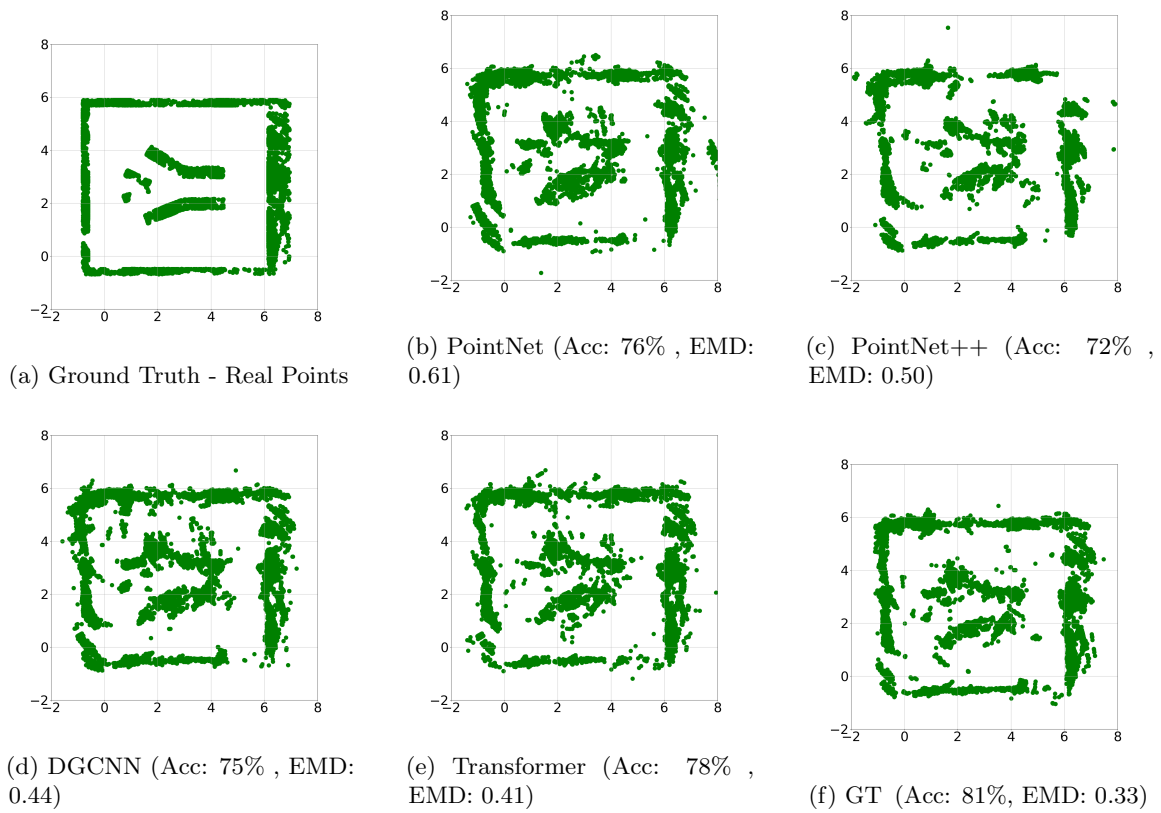 8
6
4
2
0
−2
−2 0 2 4 6 8
(a) Ground Truth - Real Points
8
6
4
2
0
−2
−2 0 2 4 6 8
(b) PointNet (Acc: 76% , EMD:
0.61)
8
6
4
2
0
−2
−2 0 2 4 6 8
(c) PointNet++ (Acc: 72% ,
EMD: 0.50)
8
6
4
2
0
−2
−2 0 2 4 6 8
(d) DGCNN (Acc: 75% , EMD:
0.44)
8
6
4
2
0
−2
−2 0 2 4 6 8
(e) Transformer (Acc: 78% ,
EMD: 0.41)
8
6
4
2
0
−2
−2 0 2 4 6 8
(f) GT (Acc: 81%, EMD: 0.33)